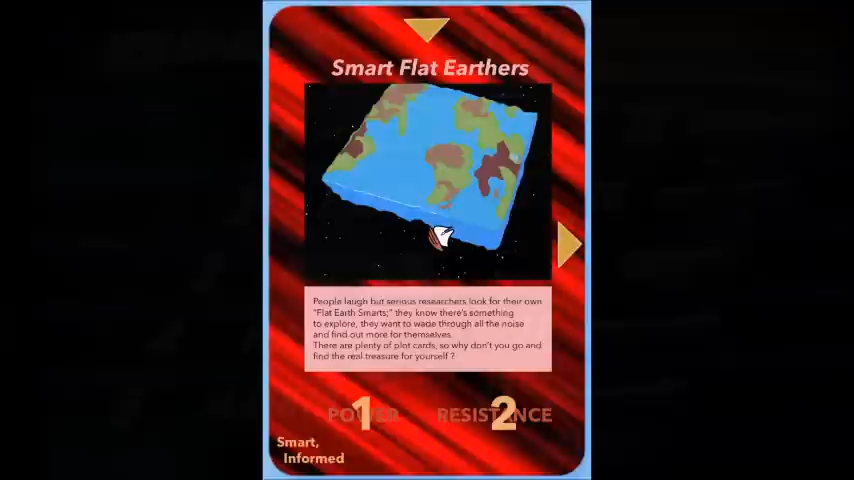 Smart Flat Earthers
People laugh but serious researchers look for their own
"Flat Earth Smarts;" they know there's something
to explore, they want to wade through all the noise
and find out more for themselves.
There are plenty of plot cards, so why don't you go and
find the real treasure for yourself ?
POWER 1 RESISTANCE 2
Smart,
Informed